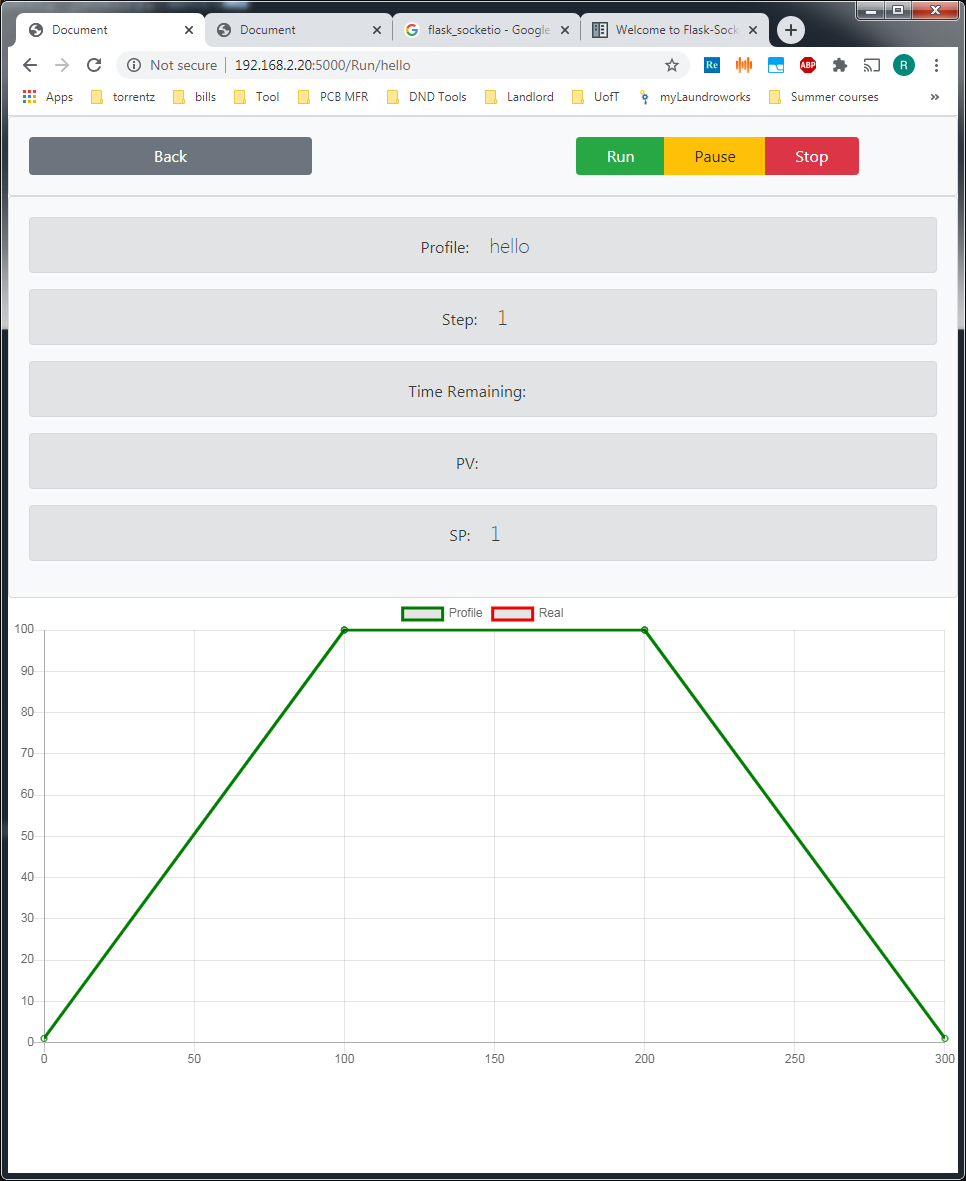 Document Document flask_socketio - Google Welcome to Flask-Sock
Not secure 192.168.2.20:5000/Run/hello Re ABP R
Apps torrentz bills Tool PCB MFR DND Tools Landlord UofT myLaundroworks Summer courses »
Back Run Pause Stop
Profile: hello
Step: 1
Time Remaining:
PV:
SP: 1
Profile Real
100
90
80
70
60
50
40
30
20
10
0
0 50 100 150 200 250 300